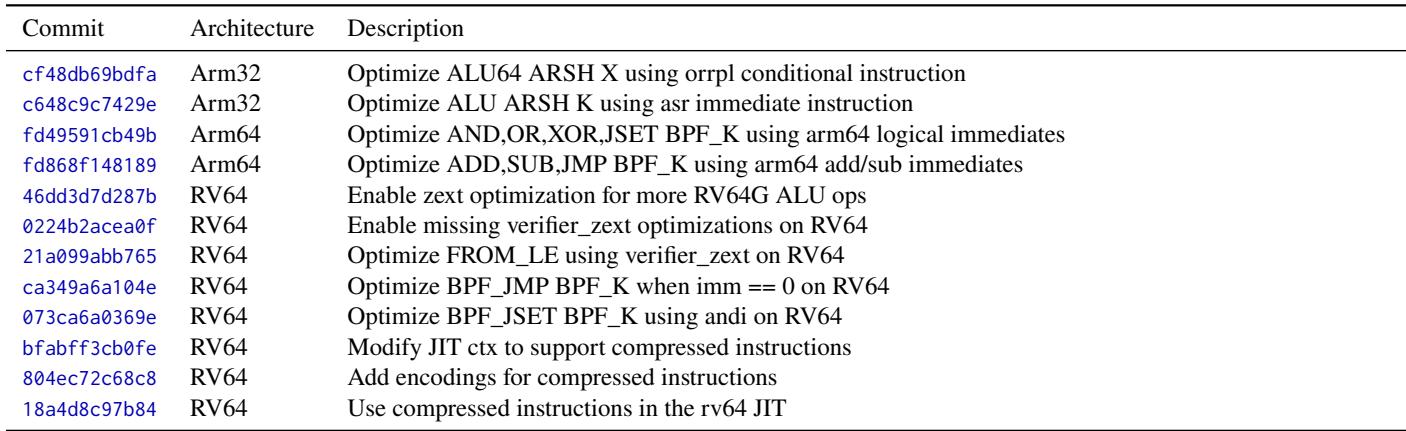 Commit Architecture Description
cf48db69bdfa Arm32 Optimize ALU64 ARSH X using orrpl conditional instruction
c648c9c7429e Arm32 Optimize ALU ARSH K using asr immediate instruction
fd49591cb49b Arm64 Optimize AND,OR,XOR,JSET BPF_K using arm64 logical immediates
fd868f148189 Arm64 Optimize ADD,SUB,JMP BPF_K using arm64 add/sub immediates
46dd3d7d287b RV64 Enable zext optimization for more RV64G ALU ops
0224b2acea0f RV64 Enable missing verifier_zext optimizations on RV64
21a099abb765 RV64 Optimize FROM_LE using verifier_zext on RV64
ca349a6a104e RV64 Optimize BPF_JMP BPF_K when imm == 0 on RV64
073ca6a0369e RV64 Optimize BPF_JSET BPF_K using andi on RV64
bfabff3cb0fe RV64 Modify JIT ctx to support compressed instructions
804ec72c68c8 RV64 Add encodings for compressed instructions
18a4d8c97b84 RV64 Use compressed instructions in the rv64 JIT